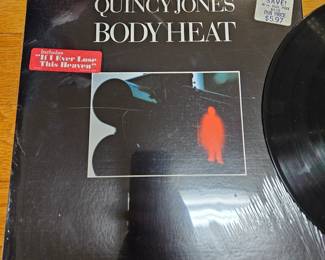 QUINCY JONES
BODY HEAT
SAVE!
$5.97
Includes
"If I Ever Lose
This Heaven"